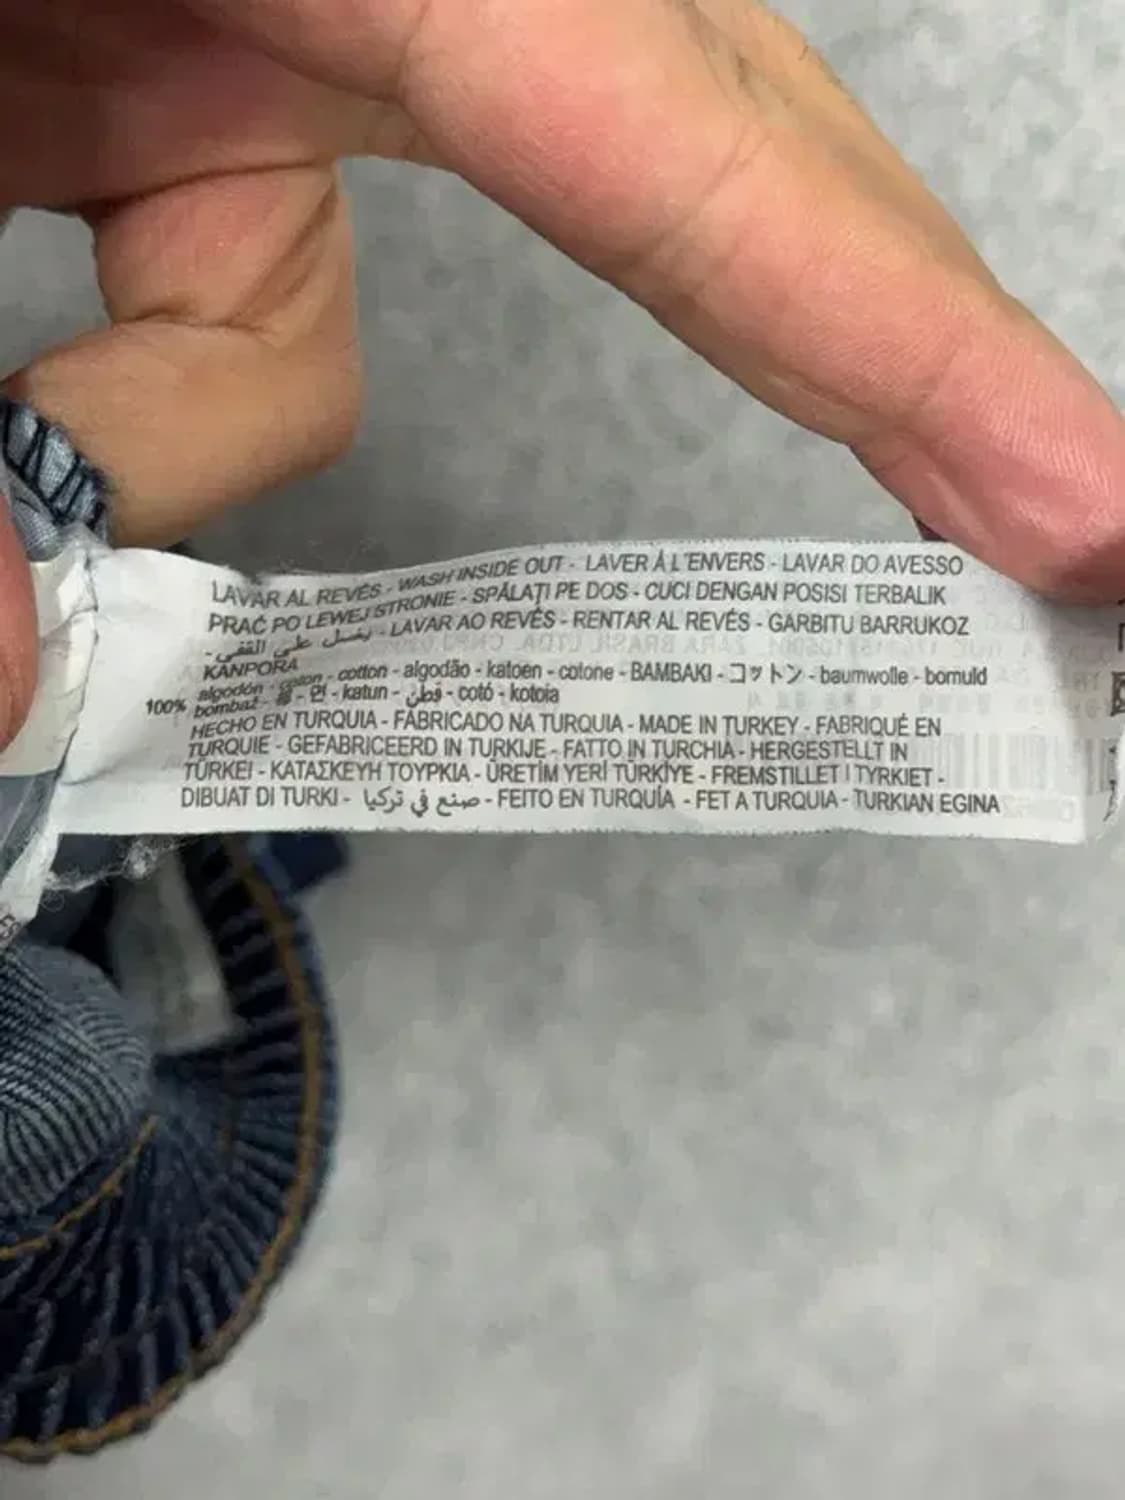 LAVAR AL REVÉS - WASH INSIDE OUT - LAVER À L'ENVERS - LAVAR DO AVESSO
PRAĆ PO LEWEJ STRONIE - SPĂLAȚI PE DOS - CUCI DENGAN POSISI TERBALIK
- يغسل على القفى - LAVAR AO REVÉS - RENTAR AL REVÉS - GARBITU BARRUKOZ
KANPORA
100% algodón - coton - cotton - algodão - katoen - cotone - BAMBAKI - コットン - baumwolle - bomuld
bombaž - 棉 - 면 - katun - قطن - cotó - kotoia
HECHO EN TURQUIA - FABRICADO NA TURQUIA - MADE IN TURKEY - FABRIQUÉ EN
TURQUIE - GEFABRICEERD IN TURKIJE - FATTO IN TURCHIA - HERGESTELLT IN
TÜRKEI - ΚΑΤΑΣΚΕΥΗ ΤΟΥΡΚΙΑ - ÜRETİM YERİ TÜRKİYE - FREMSTILLET I TYRKIET -
DIBUAT DI TURKI - صنع في تركيا - FEITO EN TURQUÍA - FET A TURQUIA - TURKIAN EGINA